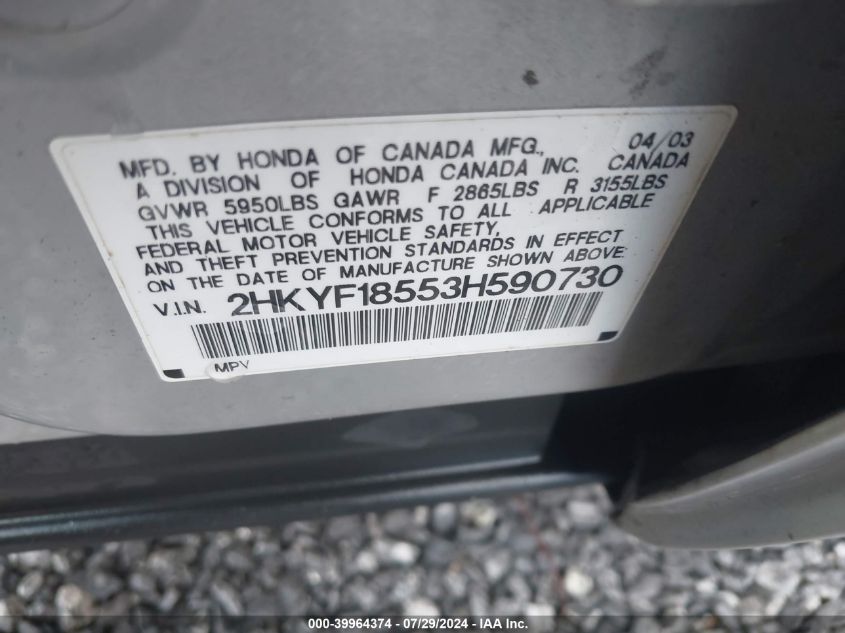 MFD. BY HONDA OF CANADA MFG., 04/03
A DIVISION OF HONDA CANADA INC. CANADA
GVWR 5950LBS GAWR F 2865LBS R 3155LBS
THIS VEHICLE CONFORMS TO ALL APPLICABLE
FEDERAL MOTOR VEHICLE SAFETY,
AND THEFT PREVENTION STANDARDS IN EFFECT
ON THE DATE OF MANUFACTURE SHOWN ABOVE
V.I.N. 2HKYF18553H590730
MPV
000-39964374 / 07/29/2024 - IAA Inc.